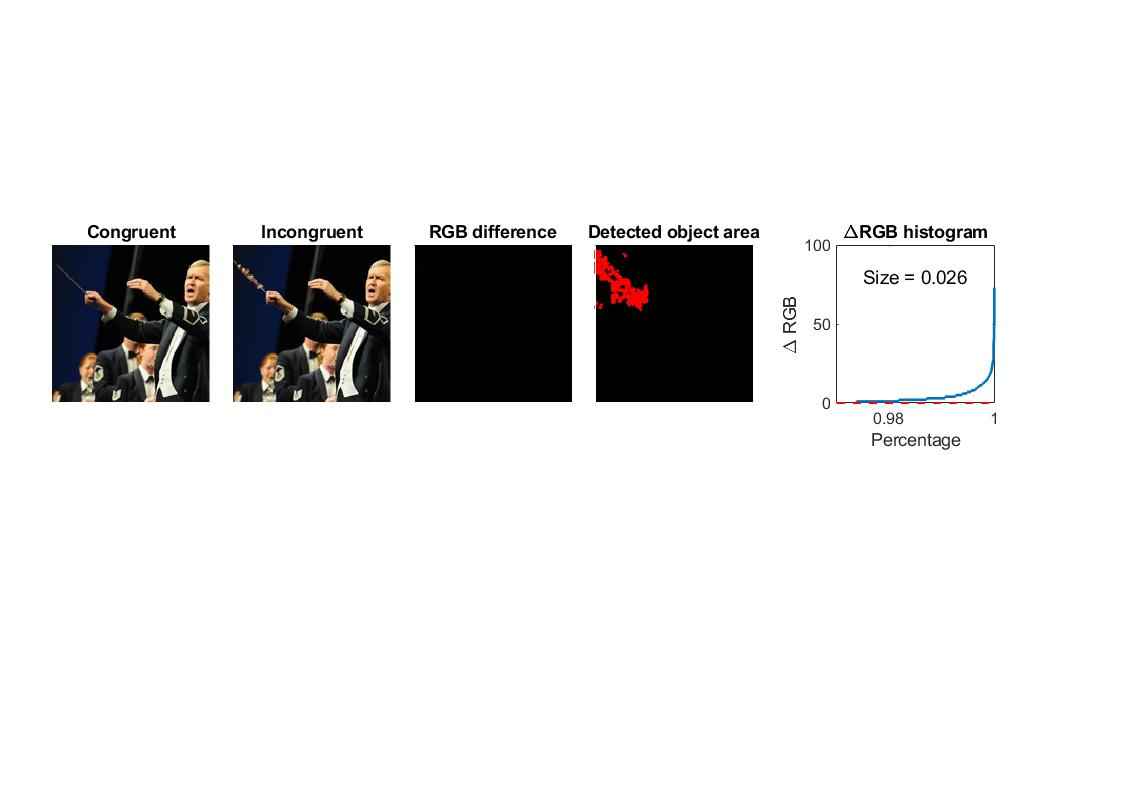 Congruent
Incongruent
RGB difference
Detected object area
ΔRGB histogram
100
Size = 0.026
50
Δ RGB
0
0.98
1
Percentage